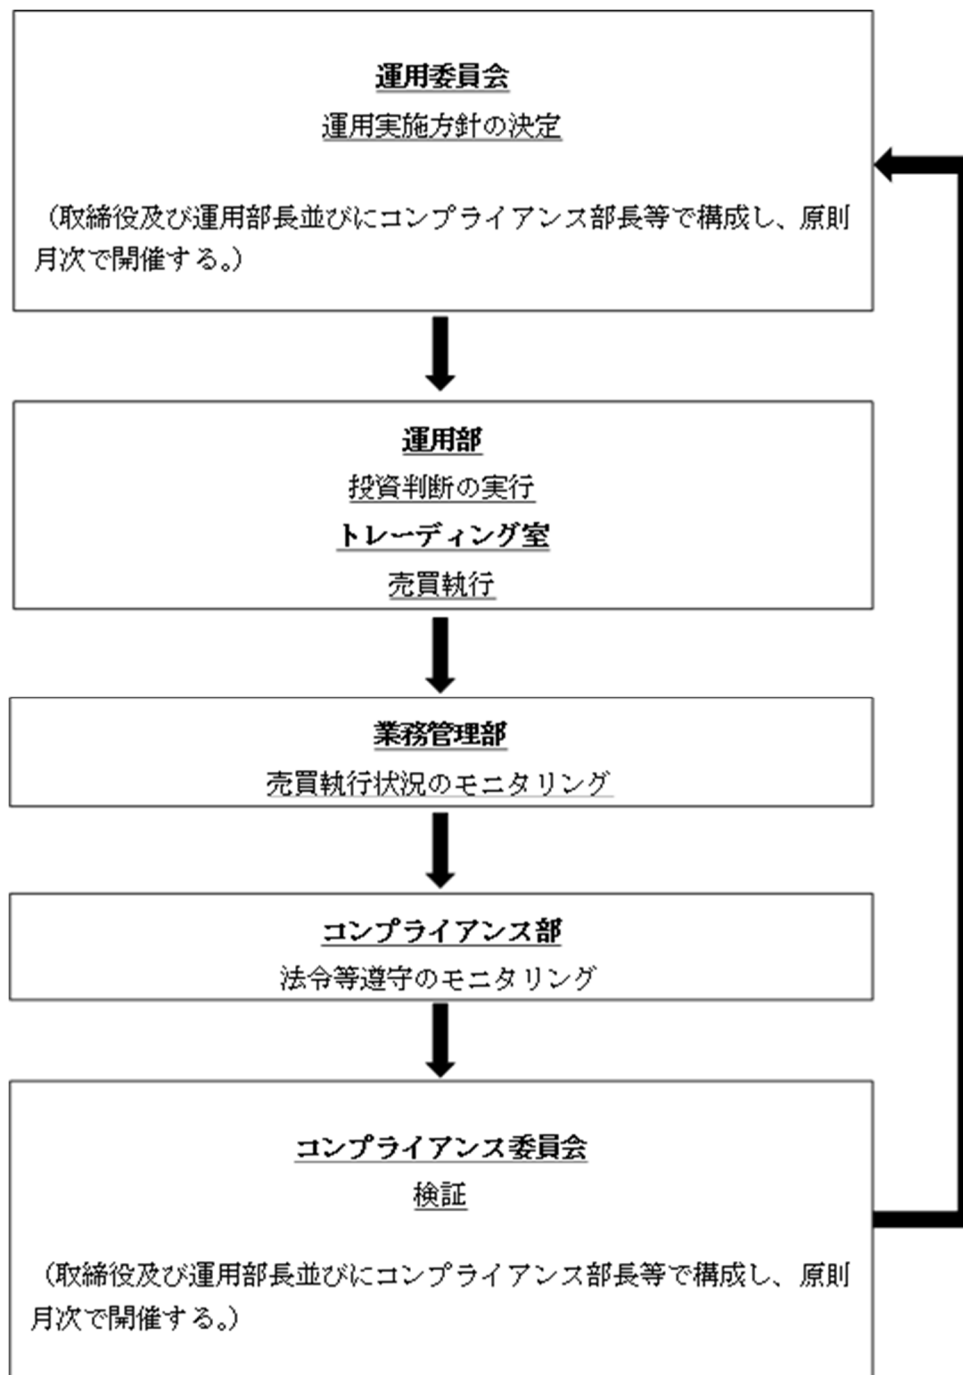 運用委員会
運用実施方針の決定
（取締役及び運用部長並びにコンプライアンス部長等で構成し、原則
月次で開催する。）
運用部
投資判断の実行
トレーディング室
売買執行
業務管理部
売買執行状況のモニタリング
コンプライアンス部
法令等遵守のモニタリング
コンプライアンス委員会
検証
（取締役及び運用部長並びにコンプライアンス部長等で構成し、原則
月次で開催する。）